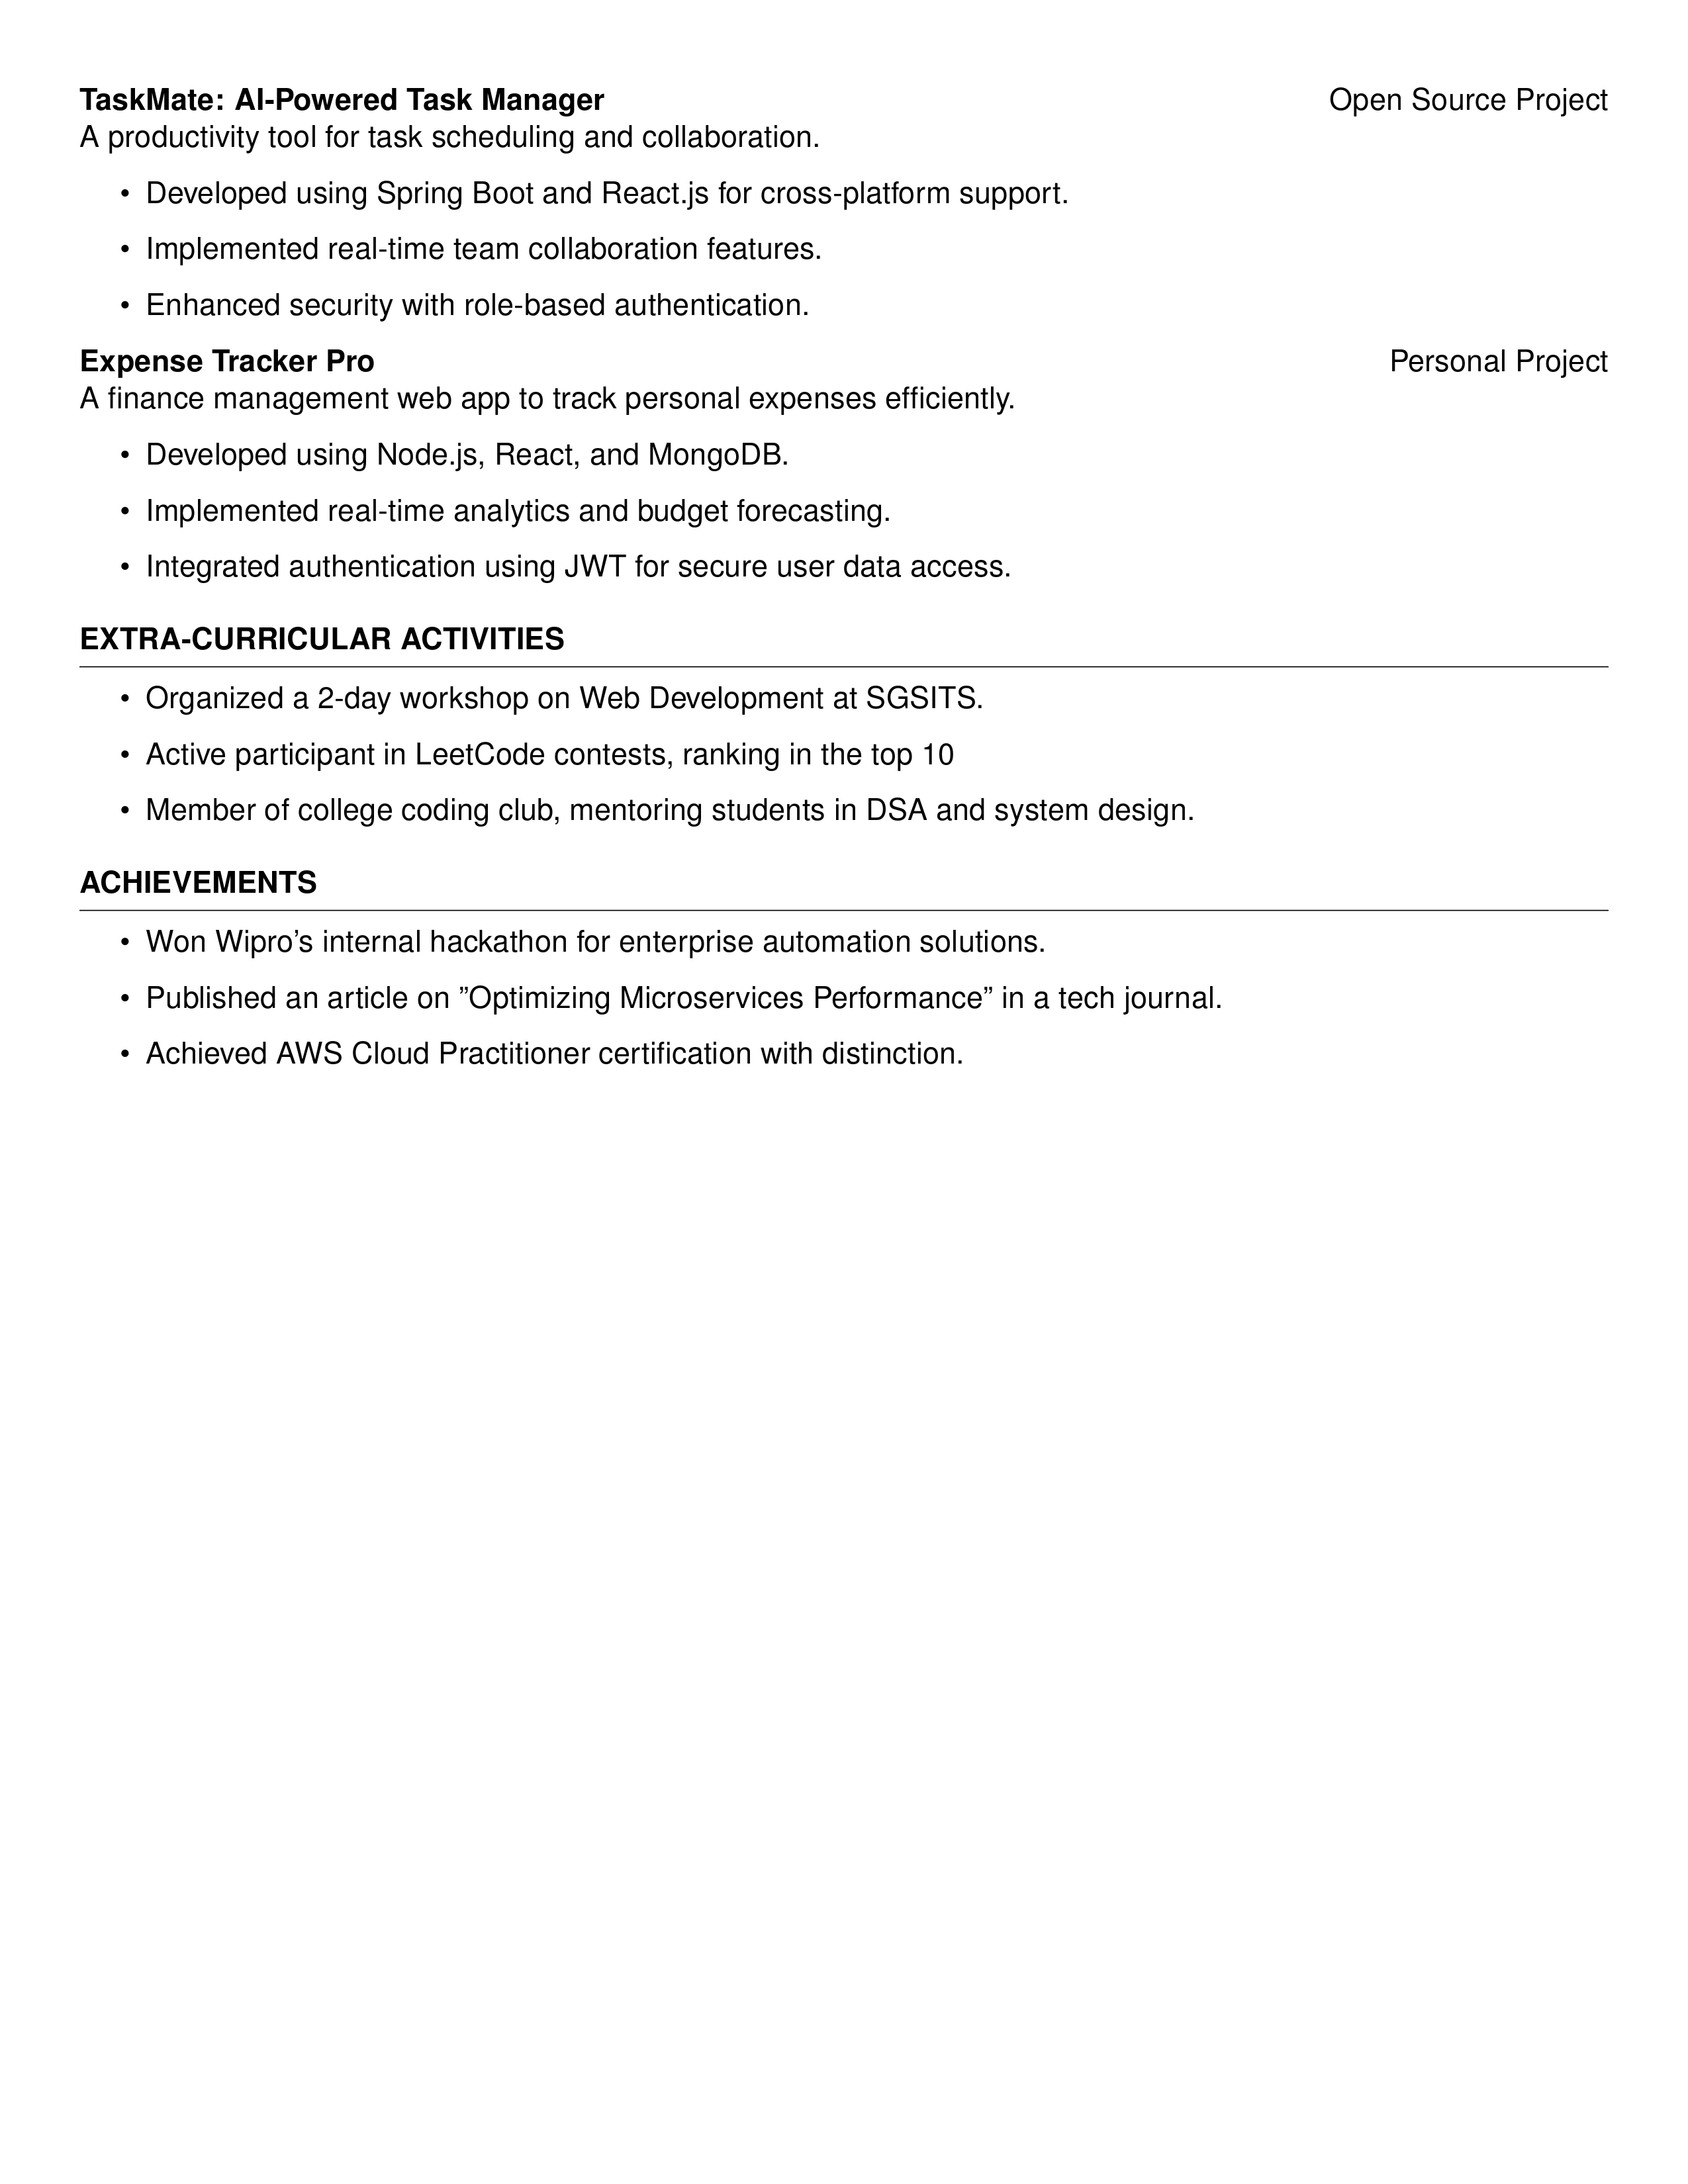 TaskMate: AI-Powered Task Manager Open Source Project
A productivity tool for task scheduling and collaboration.
• Developed using Spring Boot and React.js for cross-platform support.
• Implemented real-time team collaboration features.
• Enhanced security with role-based authentication.
Expense Tracker Pro Personal Project
A finance management web app to track personal expenses efficiently.
• Developed using Node.js, React, and MongoDB.
• Implemented real-time analytics and budget forecasting.
• Integrated authentication using JWT for secure user data access.
EXTRA-CURRICULAR ACTIVITIES
• Organized a 2-day workshop on Web Development at SGSITS.
• Active participant in LeetCode contests, ranking in the top 10
• Member of college coding club, mentoring students in DSA and system design.
ACHIEVEMENTS
• Won Wipro’s internal hackathon for enterprise automation solutions.
• Published an article on ”Optimizing Microservices Performance” in a tech journal.
• Achieved AWS Cloud Practitioner certification with distinction.